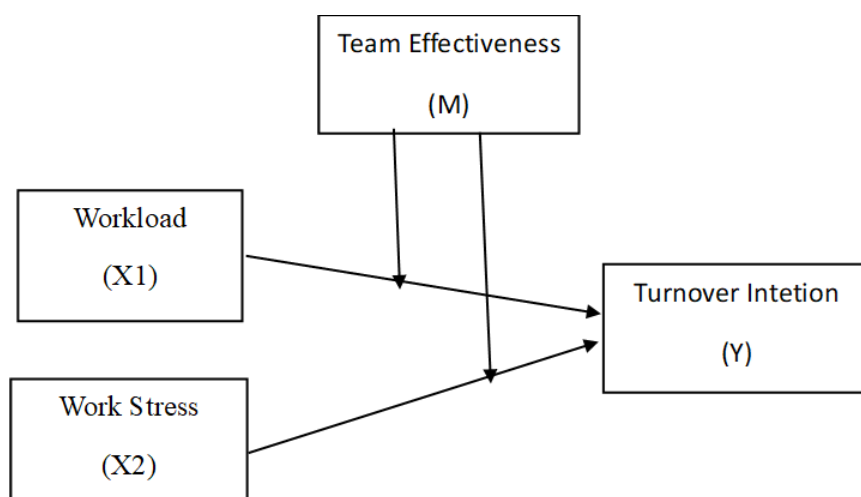 Team Effectiveness
(M)
Workload
(X1)
Turnover Intetion
(Y)
Work Stress
(X2)